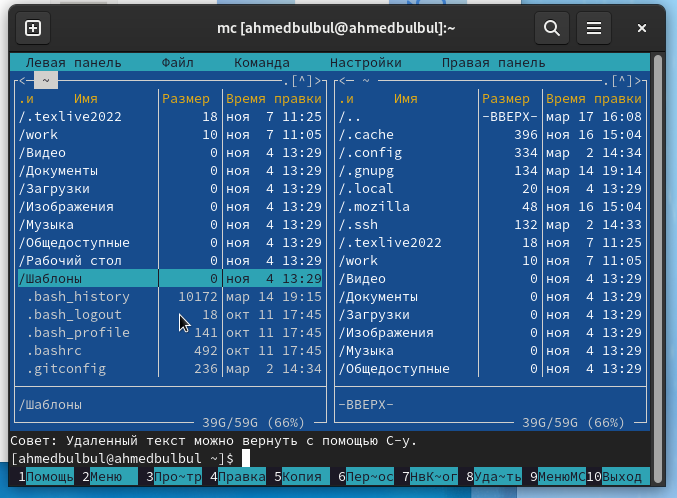 mc [ahmedbulbul@ahmedbulbul]:~
Левая панель Файл Команда Настройки Правая панель
<— ~ .[^]> <— ~ .[^]>
.и Имя Размер Время правки .и Имя Размер Время правки
/.texlive2022 18 ноя 7 11:25 /.. -ВВЕРХ- мар 17 16:08
/work 10 ноя 7 11:05 /.cache 396 ноя 16 15:04
/Видео 0 ноя 4 13:29 /.config 334 мар 2 14:34
/Документы 0 ноя 4 13:29 /.gnupg 134 мар 14 19:14
/Загрузки 0 ноя 4 13:29 /.local 20 ноя 4 13:29
/Изображения 0 ноя 4 13:29 /.mozilla 48 ноя 16 15:04
/Музыка 0 ноя 4 13:29 /.ssh 132 мар 2 14:33
/Общедоступные 0 ноя 4 13:29 /.texlive2022 18 ноя 7 11:25
/Рабочий стол 0 ноя 4 13:29 /work 10 ноя 7 11:05
/Шаблоны 0 ноя 4 13:29 /Видео 0 ноя 4 13:29
.bash_history 10172 мар 14 19:15 /Документы 0 ноя 4 13:29
.bash_logout 18 окт 11 17:45 /Загрузки 0 ноя 4 13:29
.bash_profile 141 окт 11 17:45 /Изображения 0 ноя 4 13:29
.bashrc 492 окт 11 17:45 /Музыка 0 ноя 4 13:29
.gitconfig 236 мар 2 14:34 /Общедоступные 0 ноя 4 13:29
/Шаблоны -ВВЕРХ-
39G/59G (66%) 39G/59G (66%)
Совет: Удаленный текст можно вернуть с помощью C-y.
[ahmedbulbul@ahmedbulbul ~]$
1Помощь 2Меню 3Про~тр 4Правка 5Копия 6Пер~ос 7НвК~ог 8Уда~ть 9МенюMC 10Выход